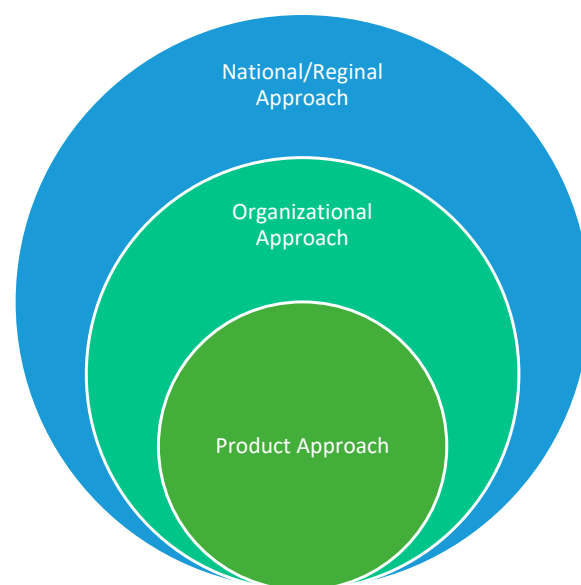 National/Reginal
Approach
Organizational
Approach
Product Approach